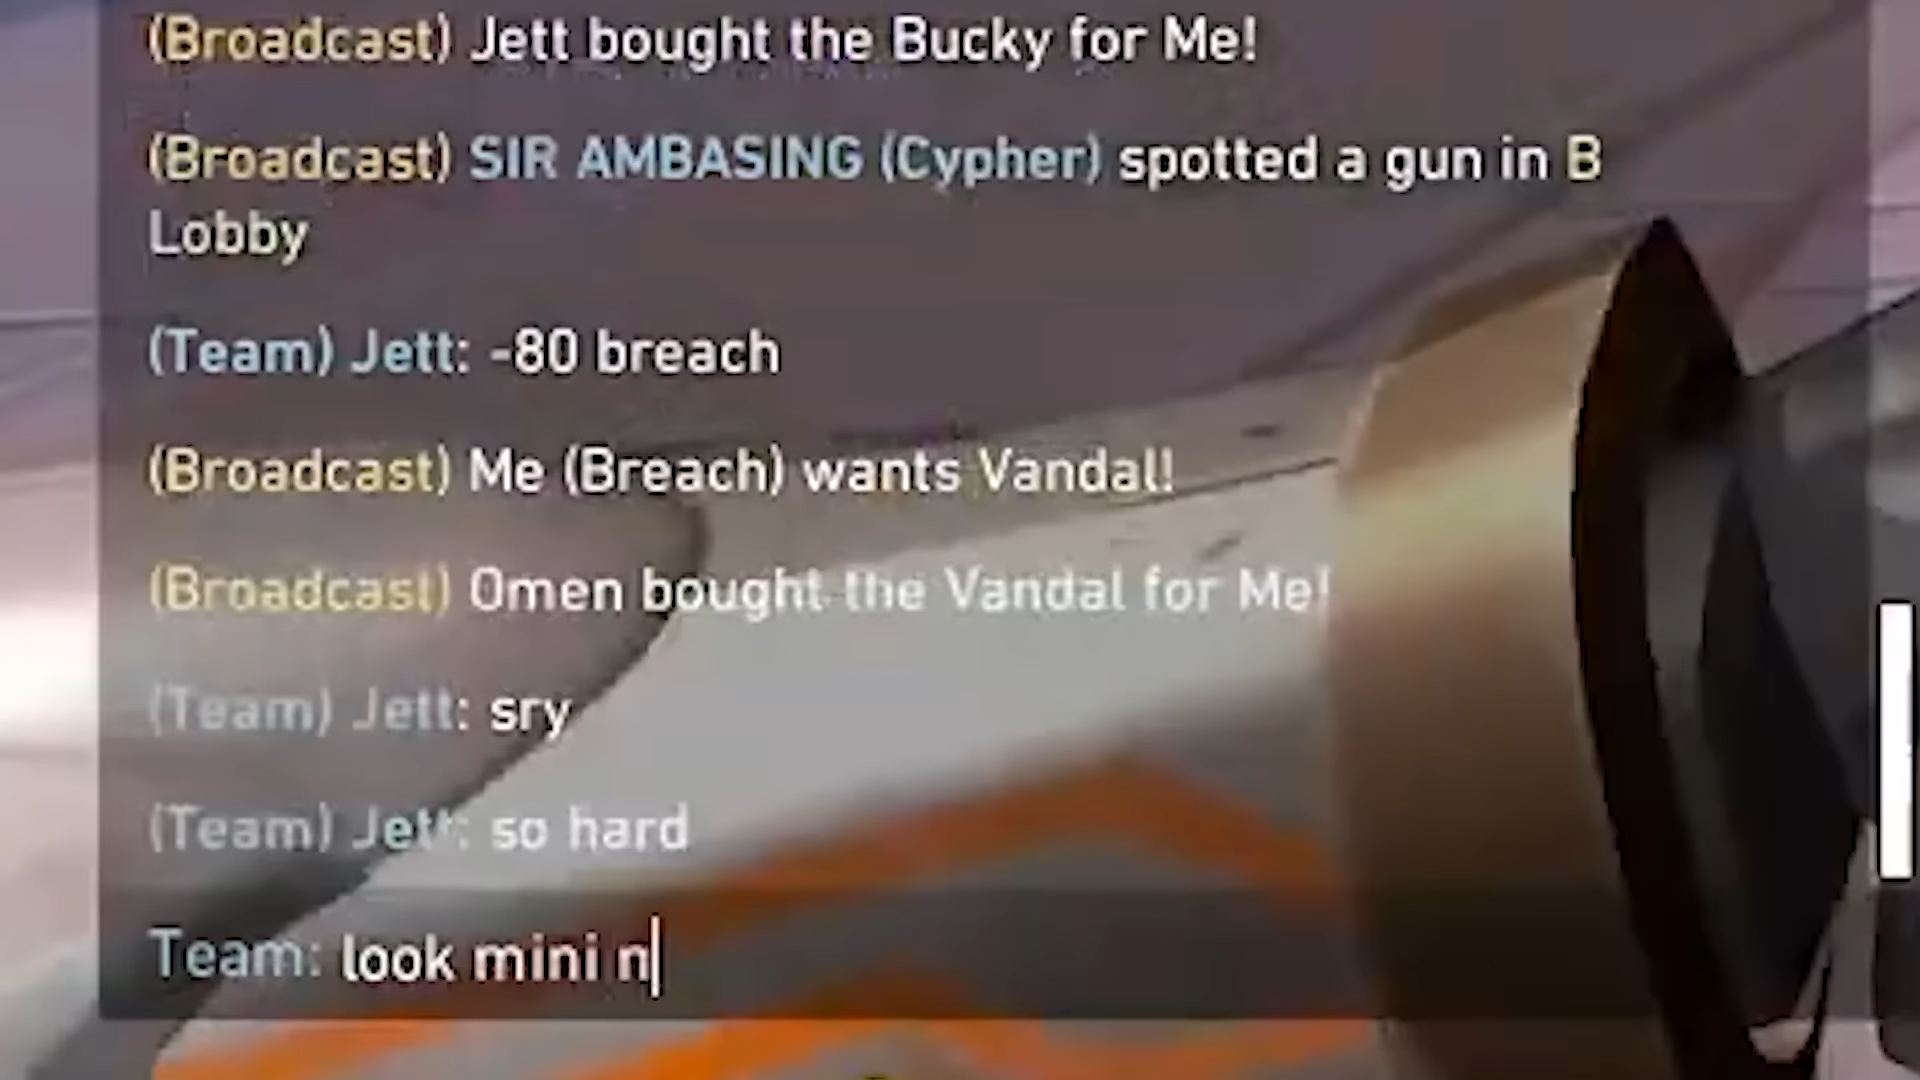 (Broadcast) Jett bought the Bucky for Me!
(Broadcast) SIR AMBASING (Cypher) spotted a gun in B
Lobby
(Team) Jett: -80 breach
(Broadcast) Me (Breach) wants Vandal!
(Broadcast) Omen bought the Vandal for Me!
(Team) Jett: sry
(Team) Jett: so hard
Team: look mini n